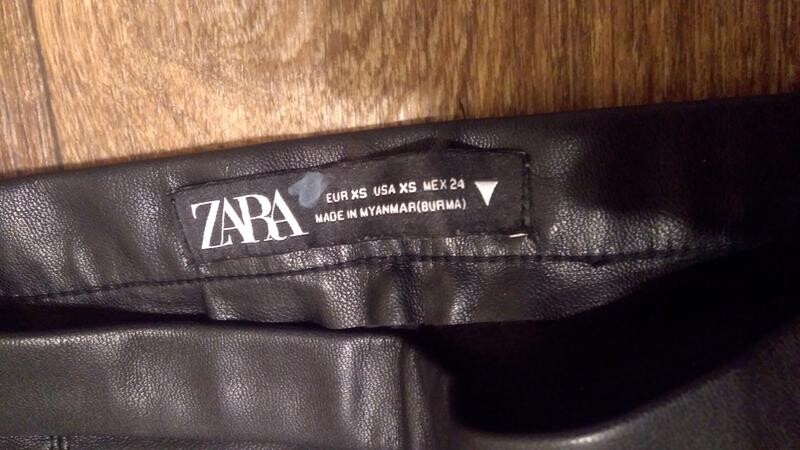 ZARA
EUR XS USA XS MEX 24
MADE IN MYANMAR(BURMA)